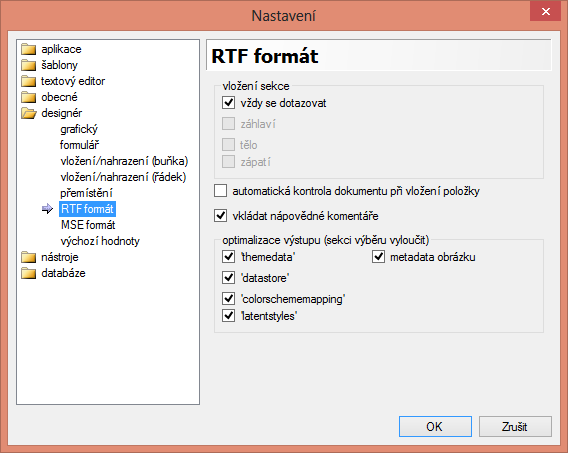 Nastavení
aplikace
šablony
textový editor
obecné
designér
grafický
formulář
vložení/nahrazení (buňka)
vložení/nahrazení (řádek)
přemístění
RTF formát
MSE formát
výchozí hodnoty
nástroje
databáze
RTF formát
vložení sekce
vždy se dotazovat
záhlaví
tělo
zápatí
automatická kontrola dokumentu při vložení položky
vkládat nápovědné komentáře
optimalizace výstupu (sekci výběru vyloučit)
'themedata' metadata obrázku
'datastore'
'colorschememapping'
'latentstyles'
OK Zrušit